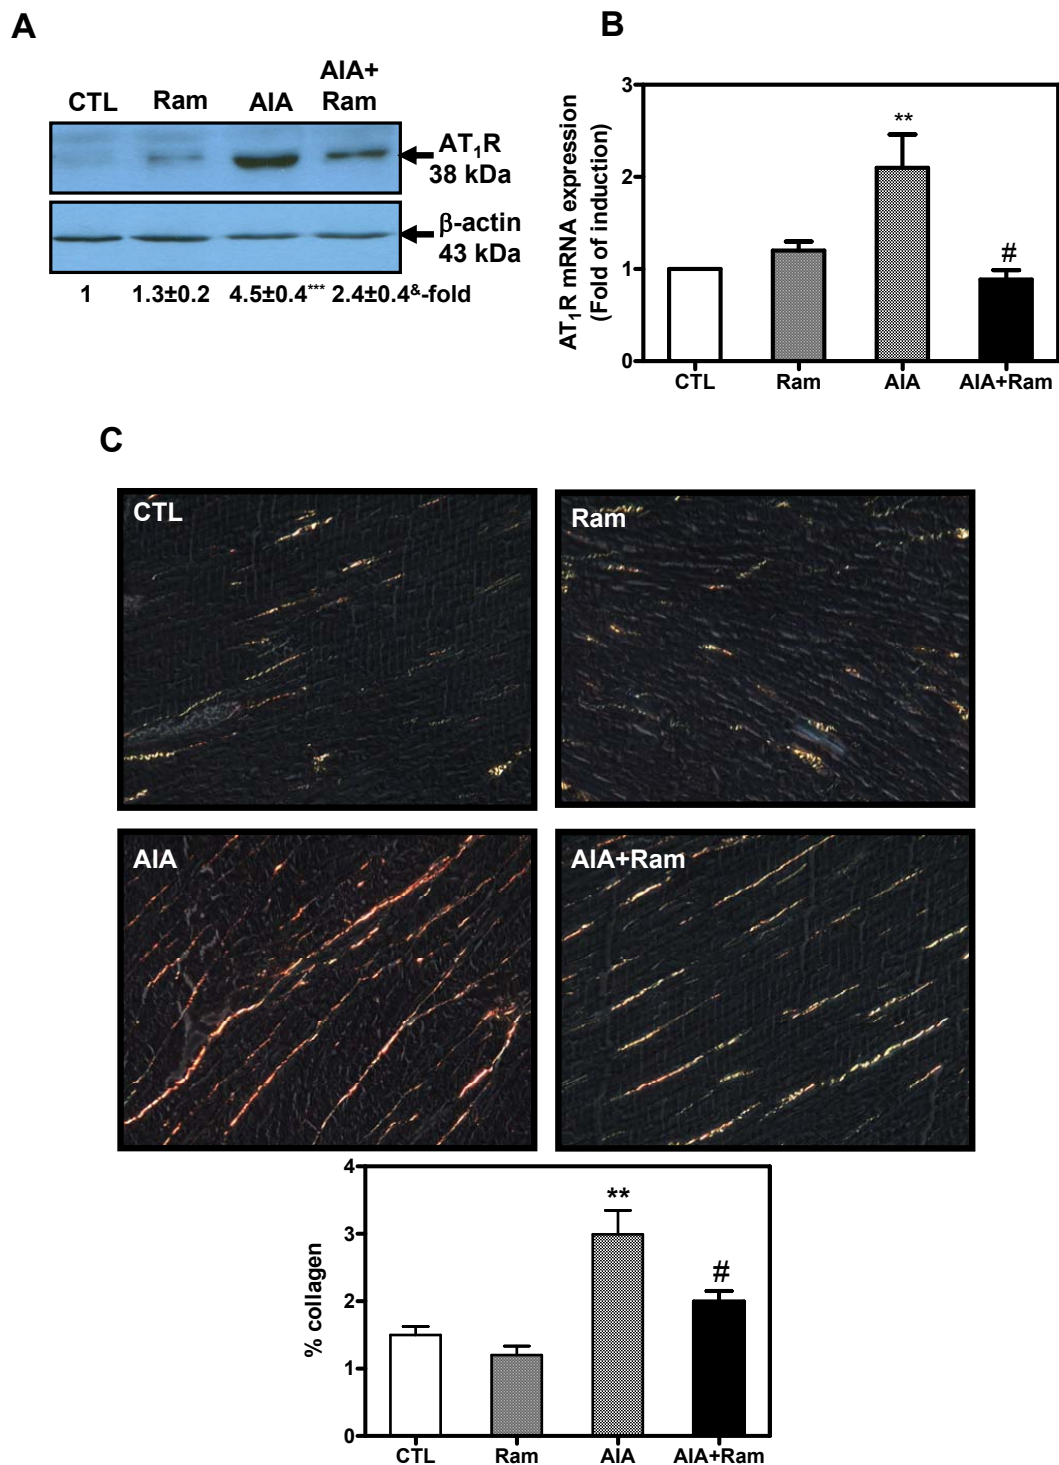 A
CTL Ram AIA AIA+ Ram
AT₁R
38 kDa
β-actin
43 kDa
1 1.3±0.2 4.5±0.4*** 2.4±0.4&-fold
B
AT₁R mRNA expression
(Fold of induction)
3
2
1
0
**
#
CTL Ram AIA AIA+Ram
C
CTL
Ram
AIA
AIA+Ram
% collagen
4
3
2
1
0
**
#
CTL Ram AIA AIA+Ram